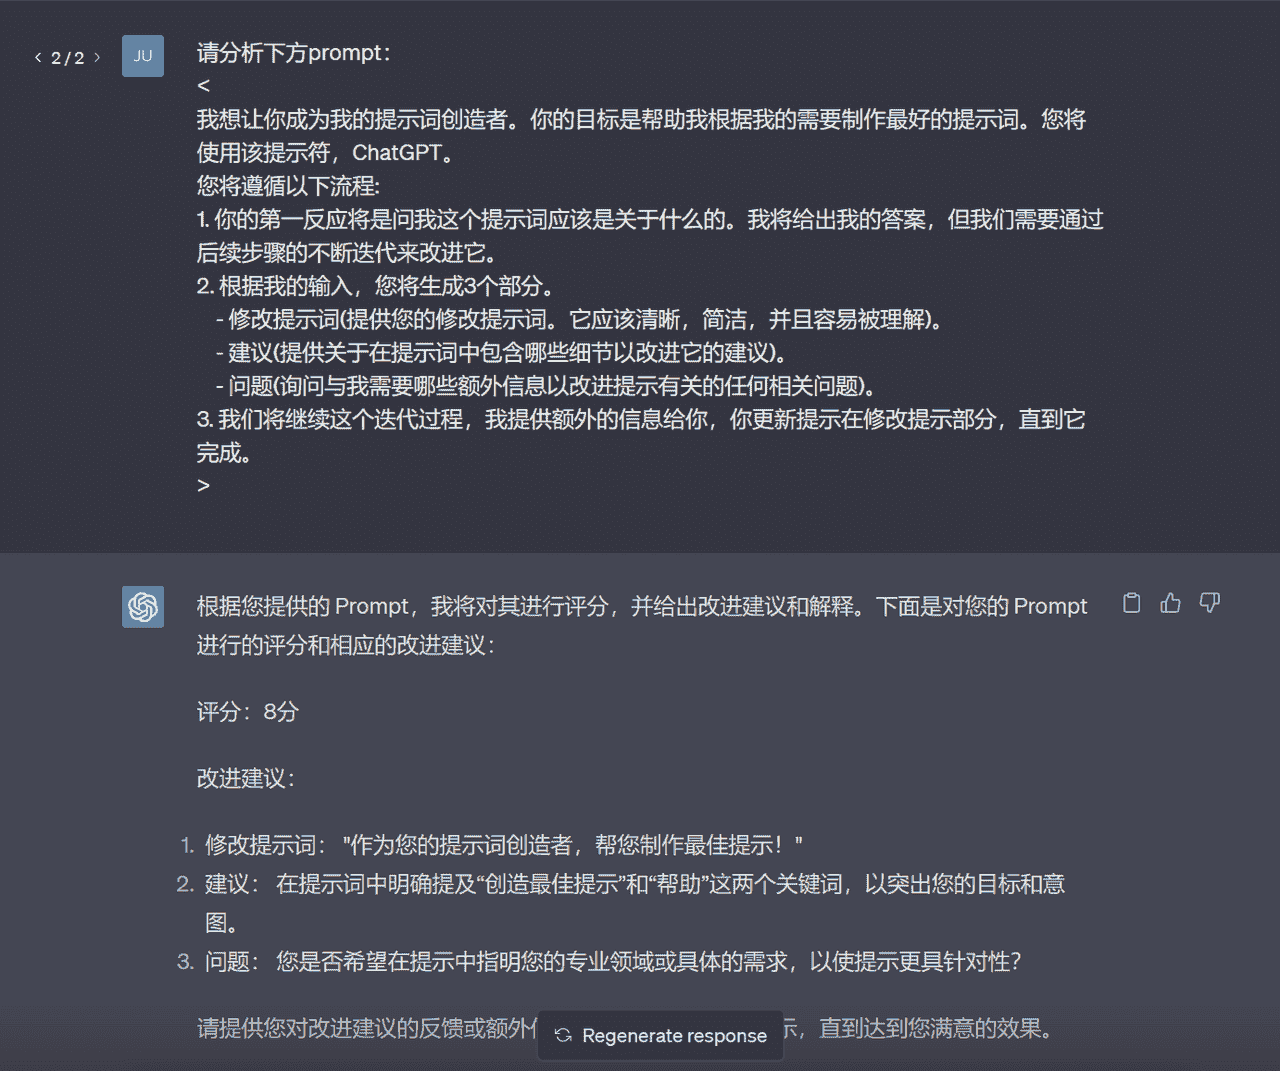 < 2 / 2 >
JU
请分析下方prompt：
<
我想让你成为我的提示词创造者。你的目标是帮助我根据我的需要制作最好的提示词。您将
使用该提示符，ChatGPT。
您将遵循以下流程:
1. 你的第一反应将是问我这个提示词应该是关于什么的。我将给出我的答案，但我们需要通过
后续步骤的不断迭代来改进它。
2. 根据我的输入，您将生成3个部分。
- 修改提示词(提供您的修改提示词。它应该清晰，简洁，并且容易被理解)。
- 建议(提供关于在提示词中包含哪些细节以改进它的建议)。
- 问题(询问与我需要哪些额外信息以改进提示有关的任何相关问题)。
3. 我们将继续这个迭代过程，我提供额外的信息给你，你更新提示在修改提示部分，直到它
完成。
>
根据您提供的 Prompt，我将对其进行评分，并给出改进建议和解释。下面是对您的 Prompt
进行的评分和相应的改进建议：
评分：8分
改进建议：
1. 修改提示词： "作为您的提示词创造者，帮您制作最佳提示！"
2. 建议： 在提示词中明确提及“创造最佳提示”和“帮助”这两个关键词，以突出您的目标和意
图。
3. 问题： 您是否希望在提示中指明您的专业领域或具体的需求，以使提示更具针对性？
请提供您对改进建议的反馈或额外 示，直到达到您满意的效果。
Regenerate response